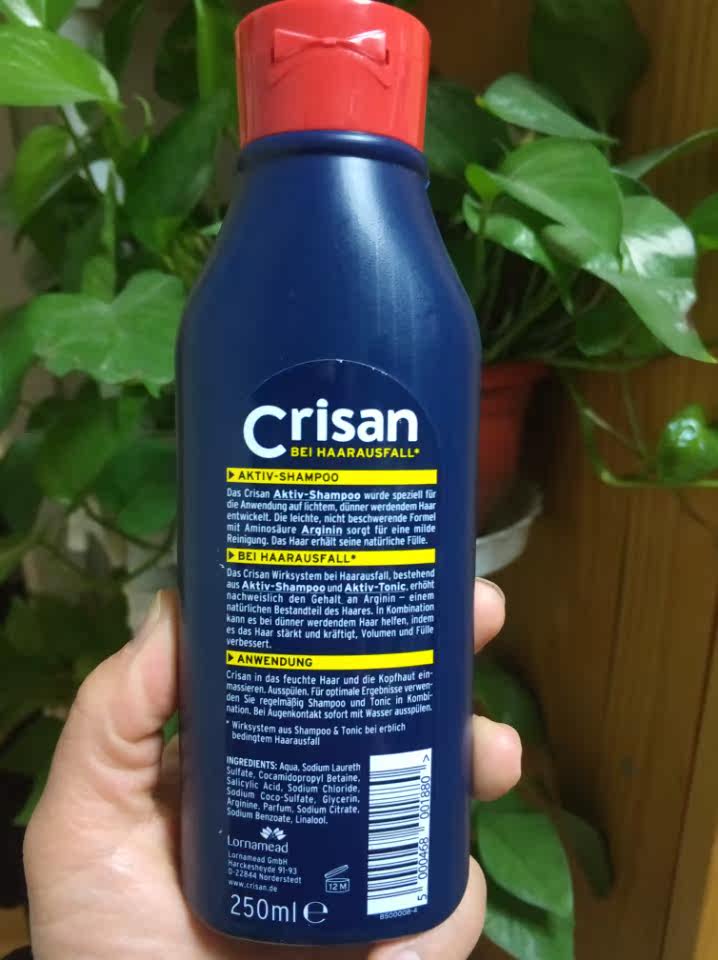 Crisan
BEI HAARAUSFALL*
AKTIV-SHAMPOO
Das Crisan Aktiv-Shampoo wurde speziell für
die Anwendung auf lichtem, dünner werdendem Haar
entwickelt. Die leichte, nicht beschwerende Formel
mit Aminosäure Arginin sorgt für eine milde
Reinigung. Das Haar erhält seine natürliche Fülle.
BEI HAARAUSFALL*
Das Crisan Wirksystem bei Haarausfall, bestehend
aus Aktiv-Shampoo und Aktiv-Tonic, erhöht
nachweislich den Gehalt an Arginin – einem
natürlichen Bestandteil des Haares. In Kombination
kann es bei dünner werdendem Haar helfen, indem
es das Haar stärkt und kräftigt, Volumen und Fülle
verbessert.
ANWENDUNG
Crisan in das feuchte Haar und die Kopfhaut ein-
massieren. Ausspülen. Für optimale Ergebnisse verwen-
den Sie regelmäßig Shampoo und Tonic in Kombi-
nation. Bei Augenkontakt sofort mit Wasser ausspülen.
* Wirksystem aus Shampoo & Tonic bei erblich
bedingtem Haarausfall
INGREDIENTS: Aqua, Sodium Laureth
Sulfate, Cocamidopropyl Betaine,
Salicylic Acid, Sodium Chloride,
Sodium Coco-Sulfate, Glycerin,
Arginine, Parfum, Sodium Citrate,
Sodium Benzoate, Linalool.
Lornamead
Lornamead GmbH
Harckesheyde 91-93
D-22844 Norderstedt
www.crisan.de
12 M
250ml e
5 000468 001880 >
8500008-4